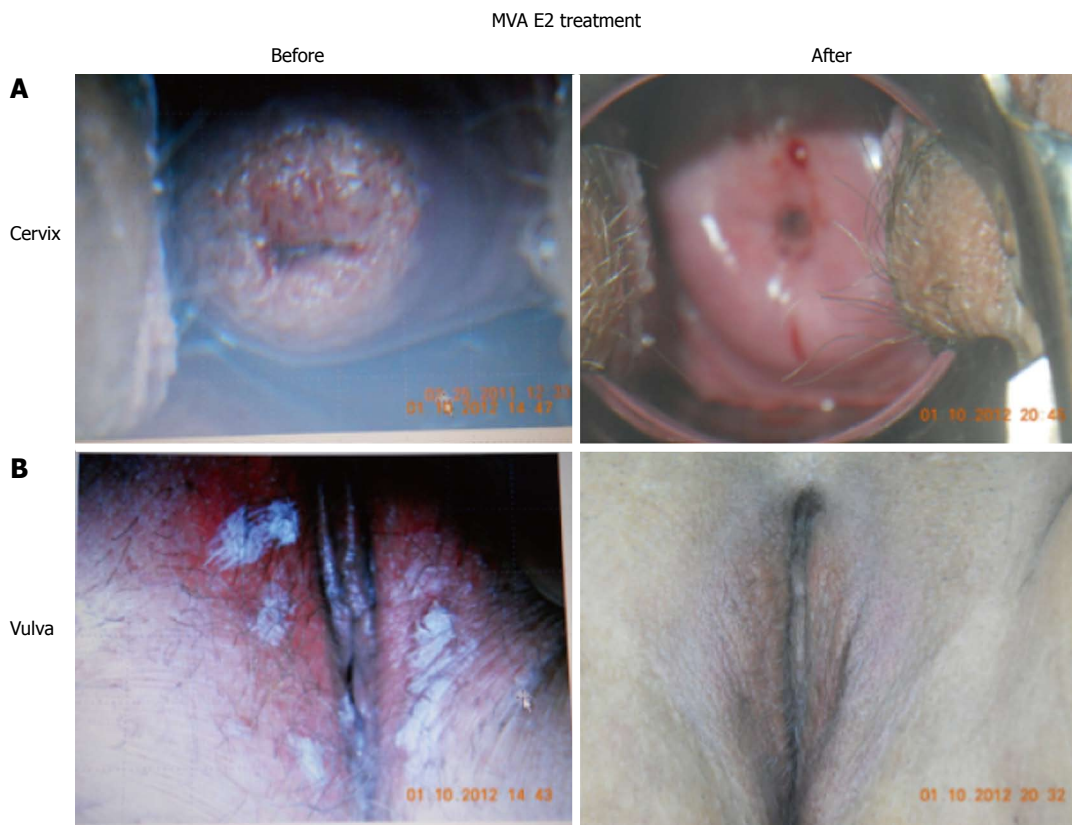 MVA E2 treatment
Before
After
A
Cervix
2011
01 10 2012 14:47
01 10 2012 20:46
B
Vulva
01 10 2012 14:43
01 10 2012 20:32